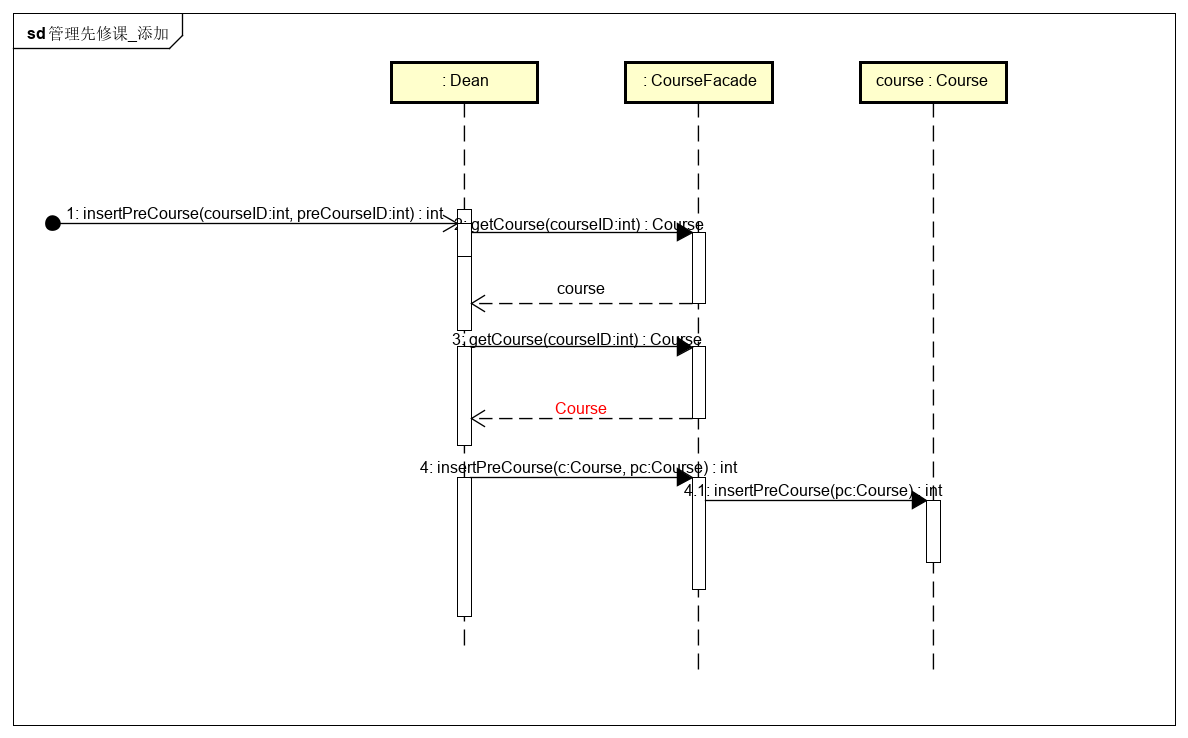 sd 管理先修课_添加
: Dean
: CourseFacade
course : Course
1: insertPreCourse(courseID:int, preCourseID:int) : int
2: getCourse(courseID:int) : Course
course
3: getCourse(courseID:int) : Course
Course
4: insertPreCourse(c:Course, pc:Course) : int
4.1: insertPreCourse(pc:Course) : int